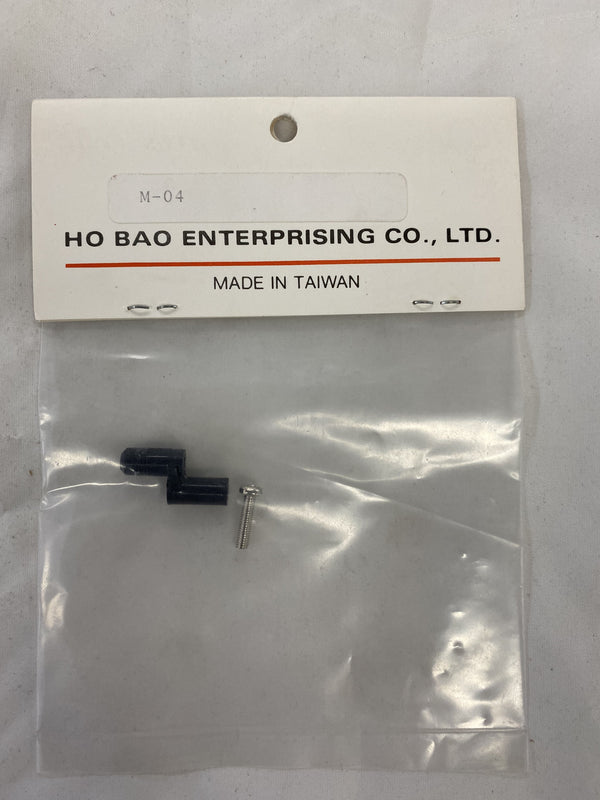 M-04
HO BAO ENTERPRISING CO., LTD.
MADE IN TAIWAN